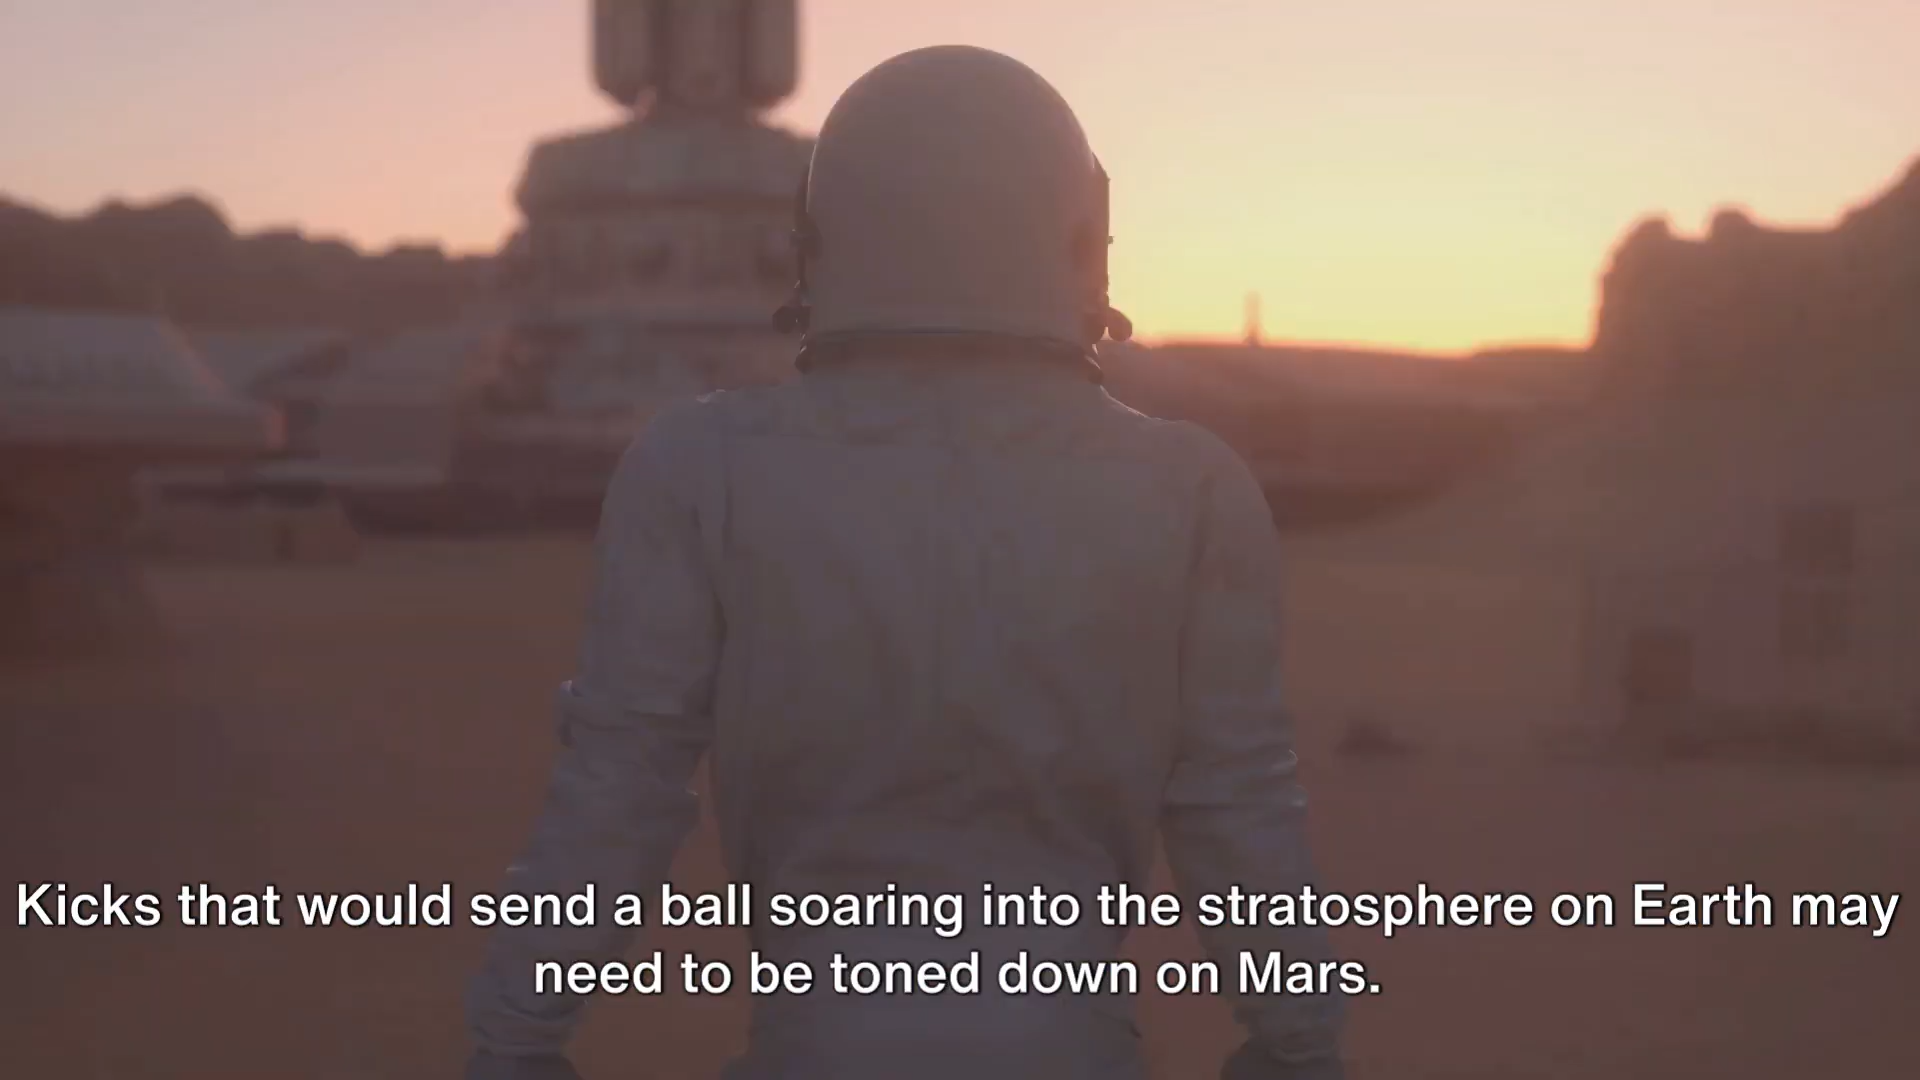 Kicks that would send a ball soaring into the stratosphere on Earth may
need to be toned down on Mars.